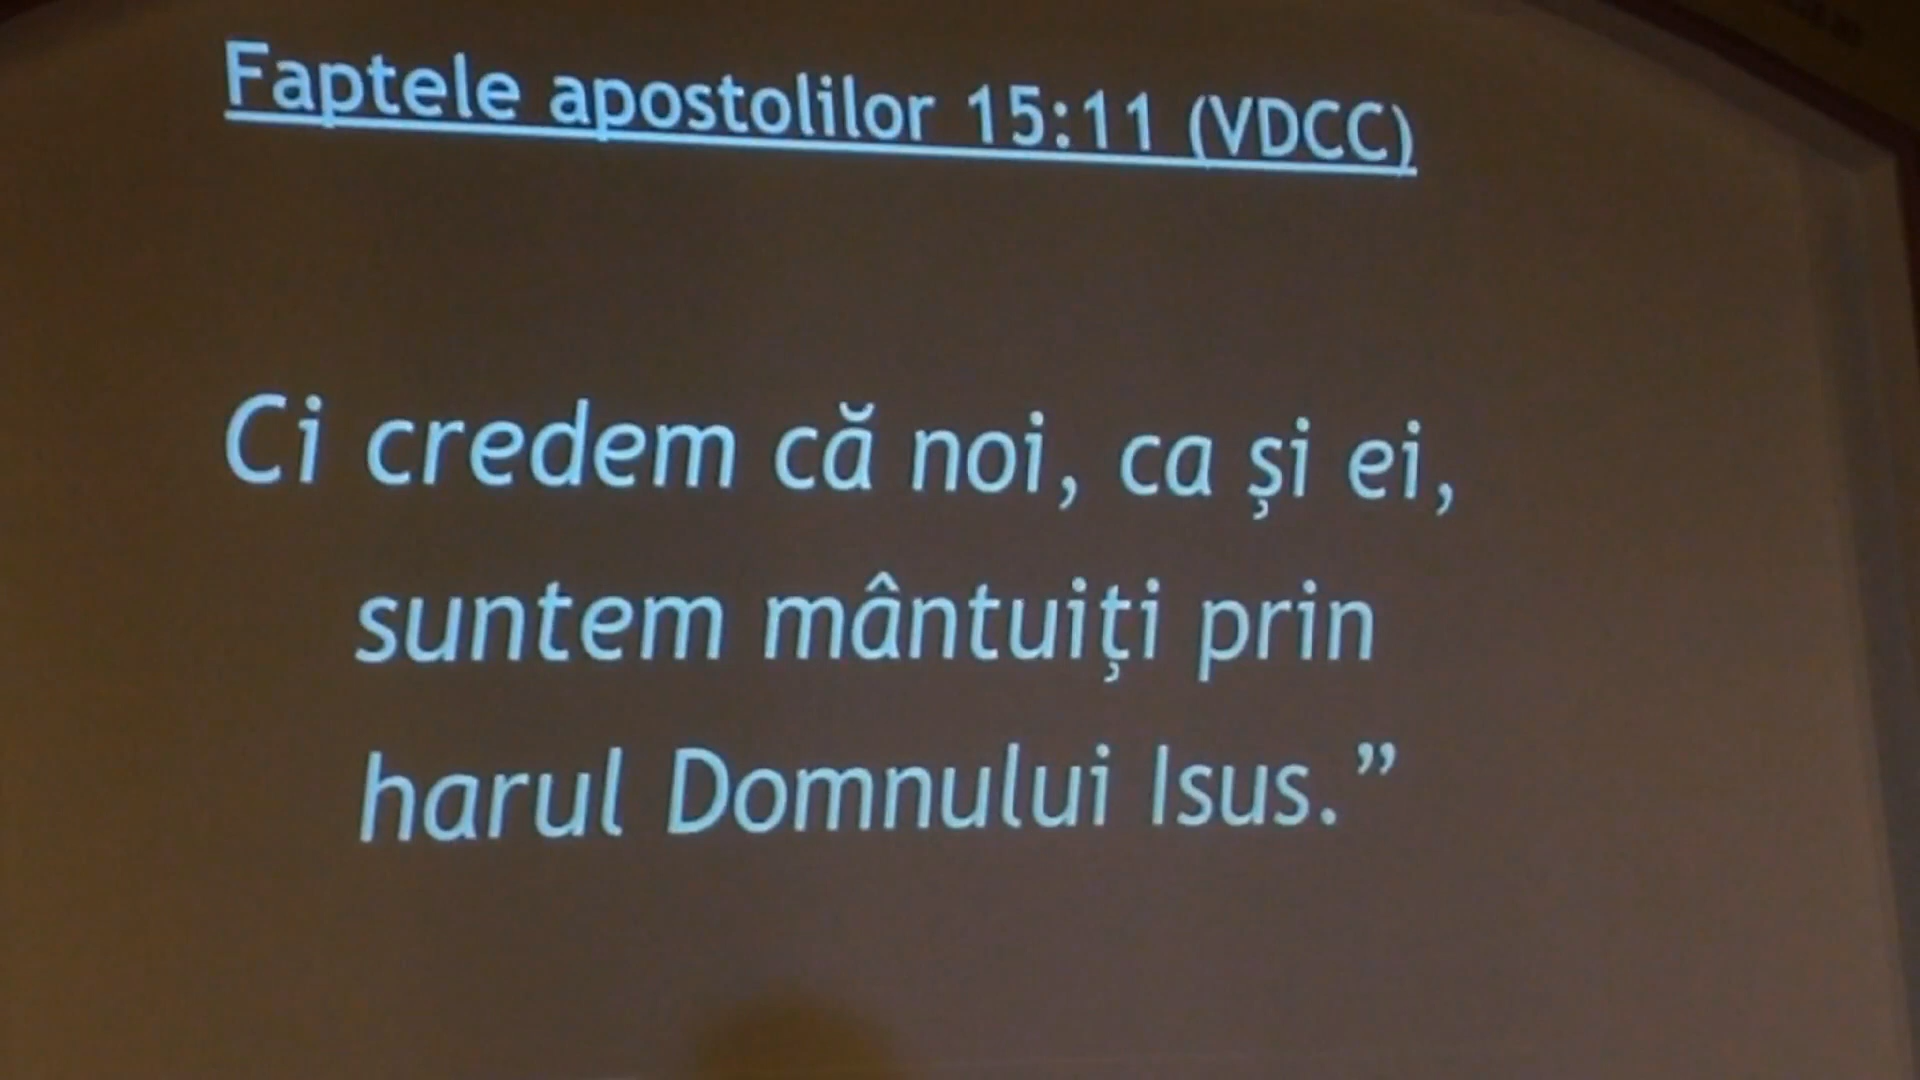 Faptele apostolilor 15:11 (VDCC)
Ci credem că noi, ca și ei,
suntem mântuiți prin
harul Domnului Isus.”